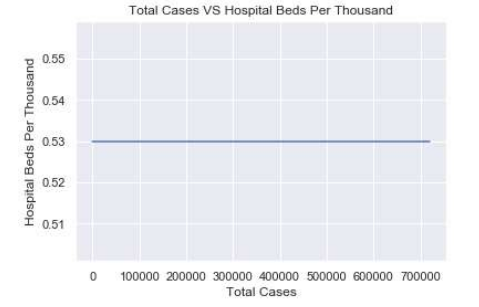 Total Cases VS Hospital Beds Per Thousand
Hospital Beds Per Thousand
0.55
0.54
0.53
0.52
0.51
0 100000 200000 300000 400000 500000 600000 700000
Total Cases